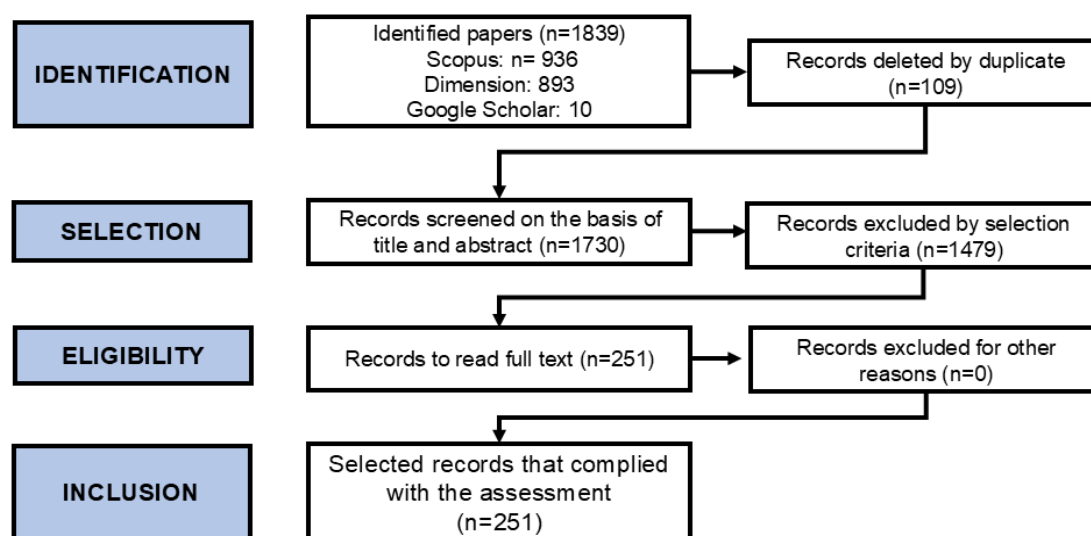 IDENTIFICATION
Identified papers (n=1839)
Scopus: n= 936
Dimension: 893
Google Scholar: 10
Records deleted by duplicate
(n=109)
SELECTION
Records screened on the basis of
title and abstract (n=1730)
Records excluded by selection
criteria (n=1479)
ELIGIBILITY
Records to read full text (n=251)
Records excluded for other
reasons (n=0)
INCLUSION
Selected records that complied
with the assessment
(n=251)